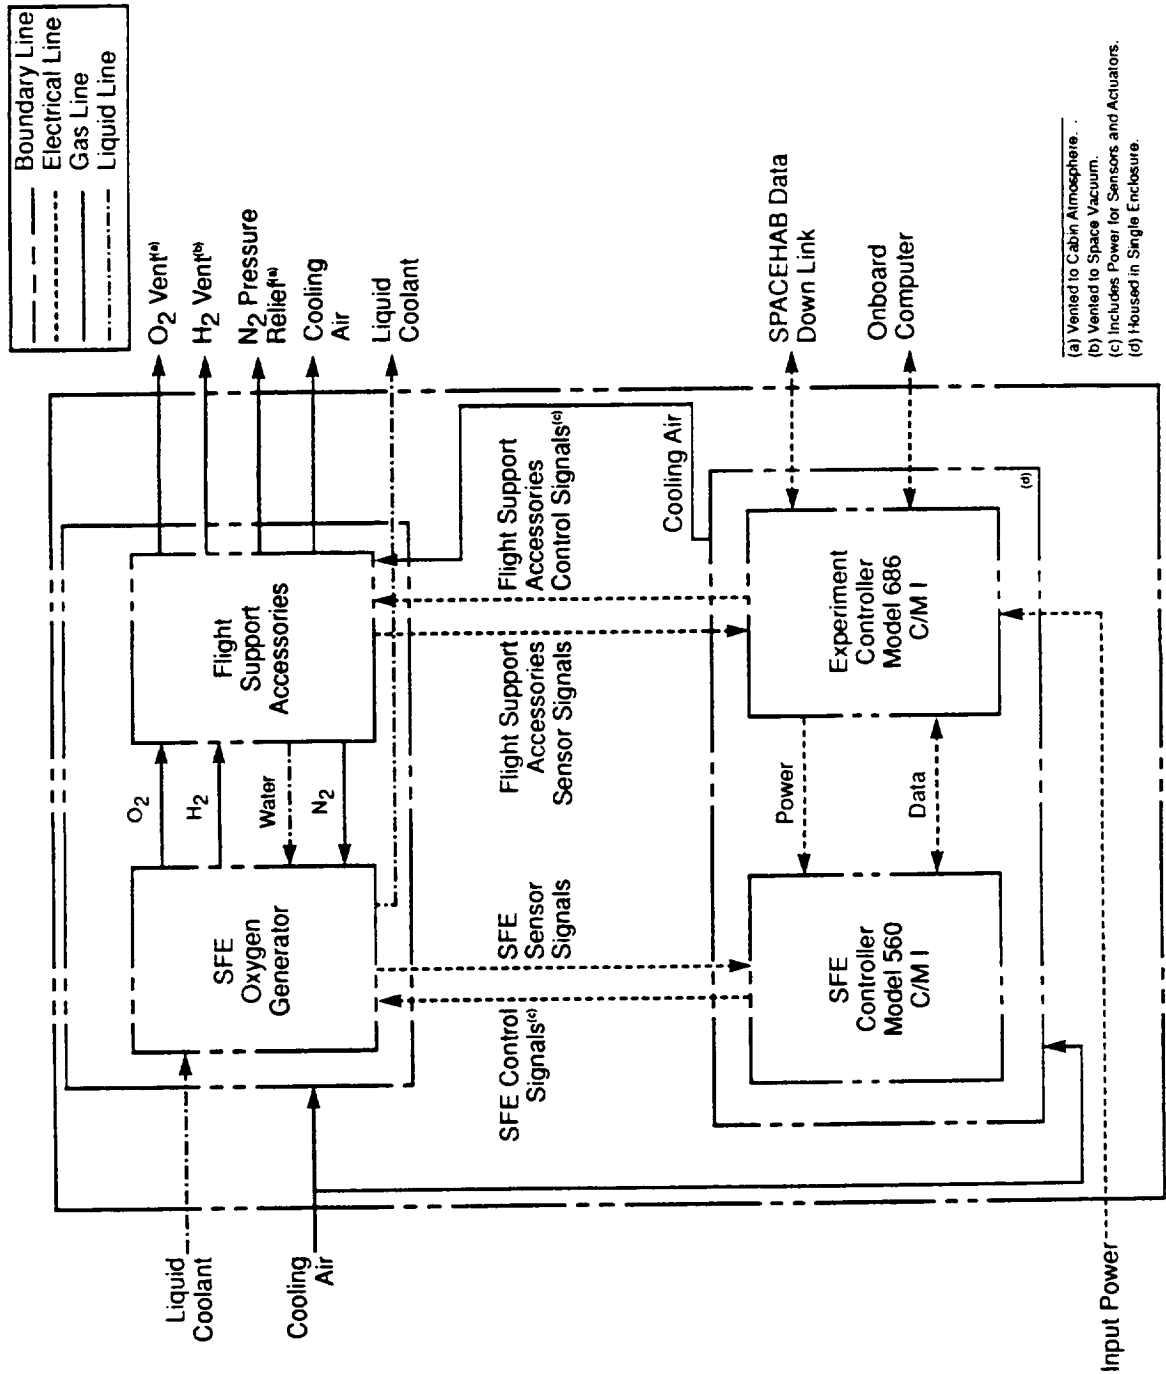 Boundary Line
Electrical Line
Gas Line
Liquid Line
Liquid
Coolant
Cooling
Air
SFE
Oxygen
Generator
O2
H2
Water
N2
Flight
Support
Accessories
O2 Vent(a)
H2 Vent(b)
N2 Pressure
Relief(a)
Cooling
Air
Liquid
Coolant
SFE Control
Signals(c)
SFE
Sensor
Signals
Flight Support
Accessories
Sensor Signals
Flight Support
Accessories
Control Signals(c)
Cooling Air
SFE
Controller
Model 560
C/M I
Power
Data
Experiment
Controller
Model 686
C/M I
(d)
SPACEHAB Data
Down Link
Onboard
Computer
Input Power
(a) Vented to Cabin Atmosphere.
(b) Vented to Space Vacuum.
(c) Includes Power for Sensors and Actuators.
(d) Housed in Single Enclosure.